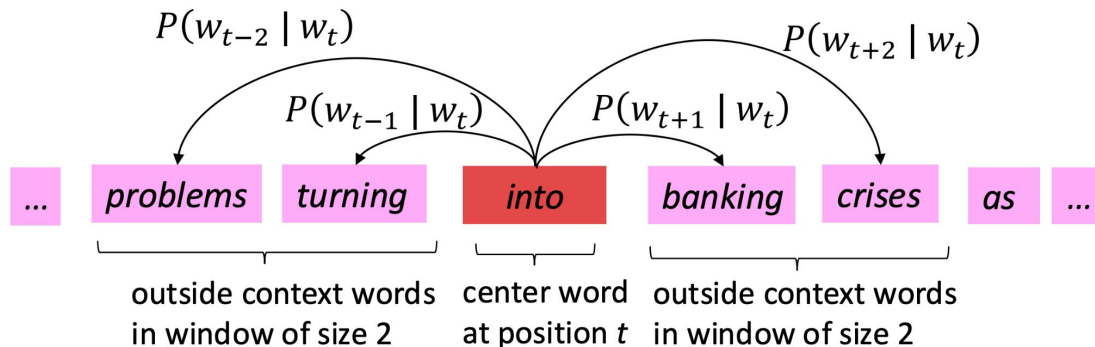 P(w_{t−2} | w_t)
P(w_{t+2} | w_t)
P(w_{t−1} | w_t)
P(w_{t+1} | w_t)
... problems turning into banking crises as ...
outside context words
in window of size 2
center word
at position t
outside context words
in window of size 2